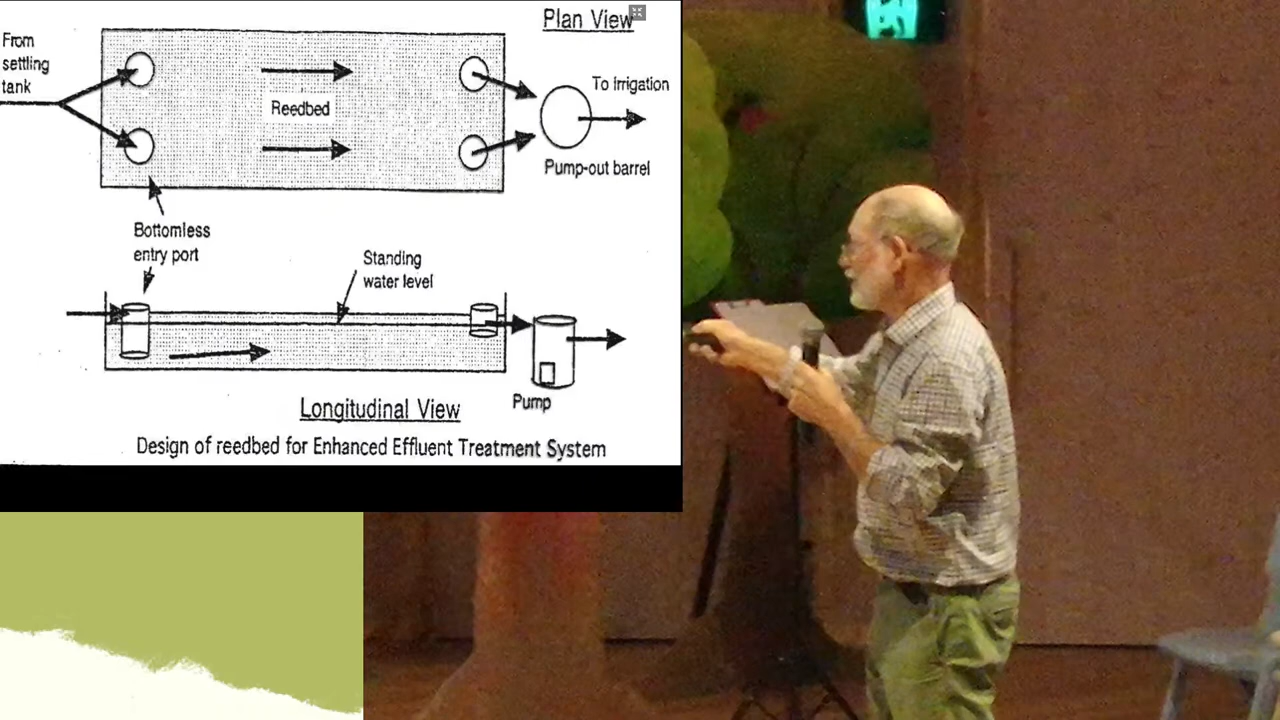 Plan View
From
settling
tank
To Irrigation
Reedbed
Pump-out barrel
Bottomless
entry port
Standing
water level
Pump
Longitudinal View
Design of reedbed for Enhanced Effluent Treatment System